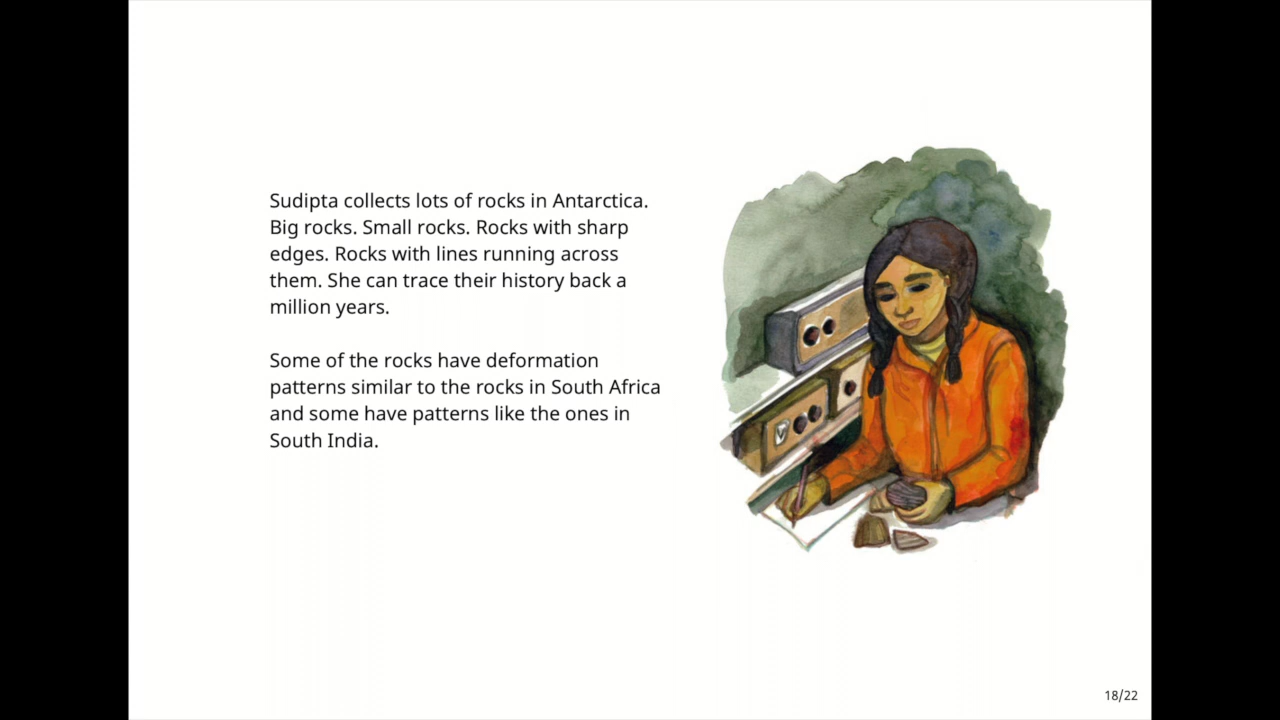 Sudipta collects lots of rocks in Antarctica.
Big rocks. Small rocks. Rocks with sharp
edges. Rocks with lines running across
them. She can trace their history back a
million years.
Some of the rocks have deformation
patterns similar to the rocks in South Africa
and some have patterns like the ones in
South India.
18/22